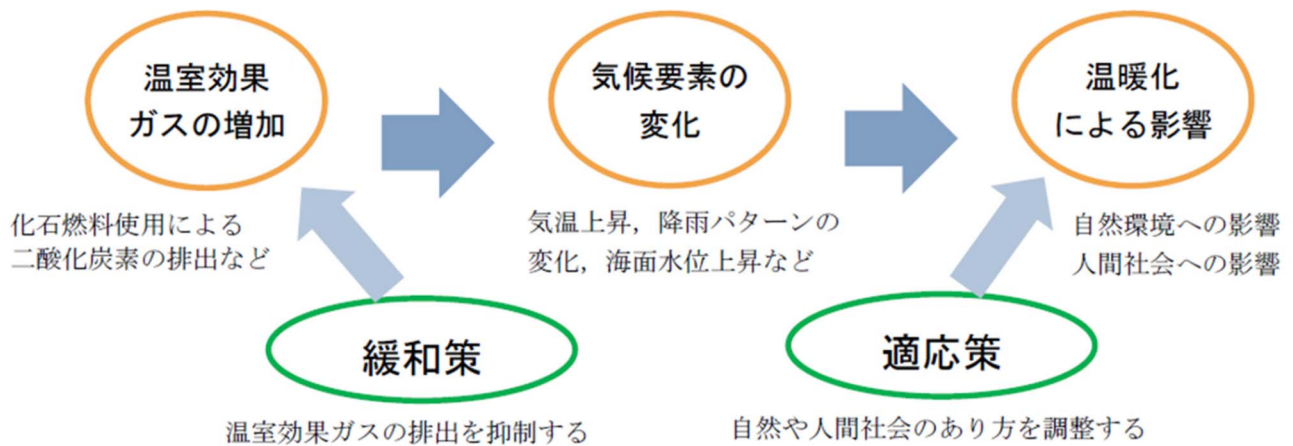 温室効果
ガスの増加
気候要素の
変化
温暖化
による影響
化石燃料使用による
二酸化炭素の排出など
気温上昇，降雨パターンの
変化，海面水位上昇など
自然環境への影響
人間社会への影響
緩和策
適応策
温室効果ガスの排出を抑制する
自然や人間社会のあり方を調整する